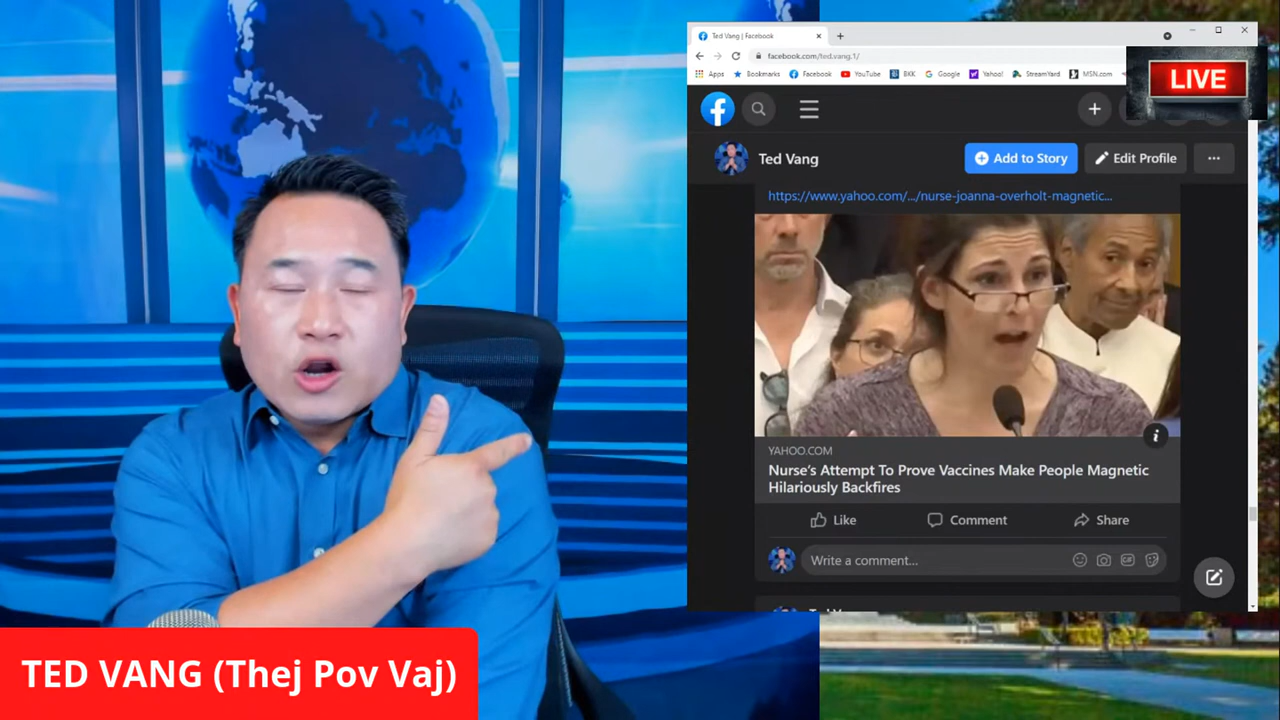 Ted Vang | Facebook
facebook.com/ted.vang.1/
Apps Bookmarks Facebook YouTube BKK Google Yahoo! StreamYard MSN.com
LIVE
Ted Vang
Add to Story
Edit Profile
https://www.yahoo.com/.../nurse-joanna-overholt-magnetic...
YAHOO.COM
Nurse's Attempt To Prove Vaccines Make People Magnetic
Hilariously Backfires
Like Comment Share
Write a comment...
TED VANG (Thej Pov Vaj)